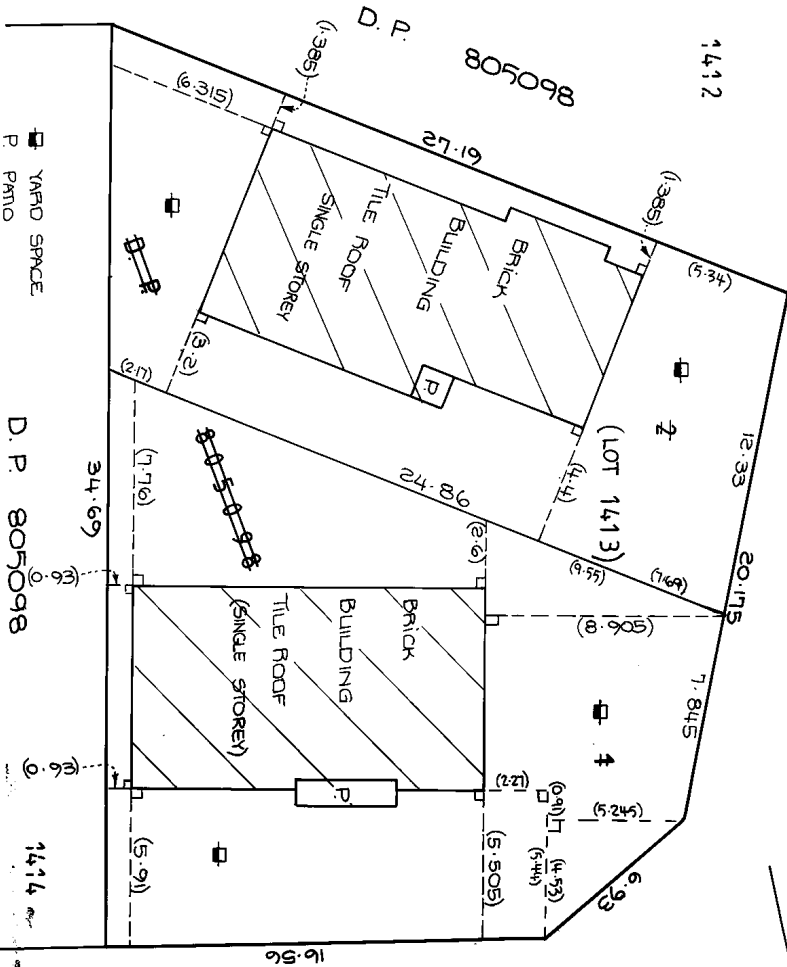 D. P. 805098
1412
(1.385)
(6.315)
27.19
(1.385)
(5.34)
BRICK
BUILDING
TILE ROOF
SINGLE STOREY
P.
(3.2)
(2.17)
(4.4)
2
(LOT 1413)
12.33
20.175
24.86
(7.76)
(2.6)
(9.55)
(7.69)
(8.905)
7.845
34.69
(0.93)
BRICK
BUILDING
TILE ROOF
(SINGLE STOREY)
P.
(0.93)
(2.27)
(0.91)
(5.245)
(4.53)
(5.44)
6.93
1
(5.91)
(5.505)
16.56
YARD SPACE
P. PATIO
D. P. 805098
1414